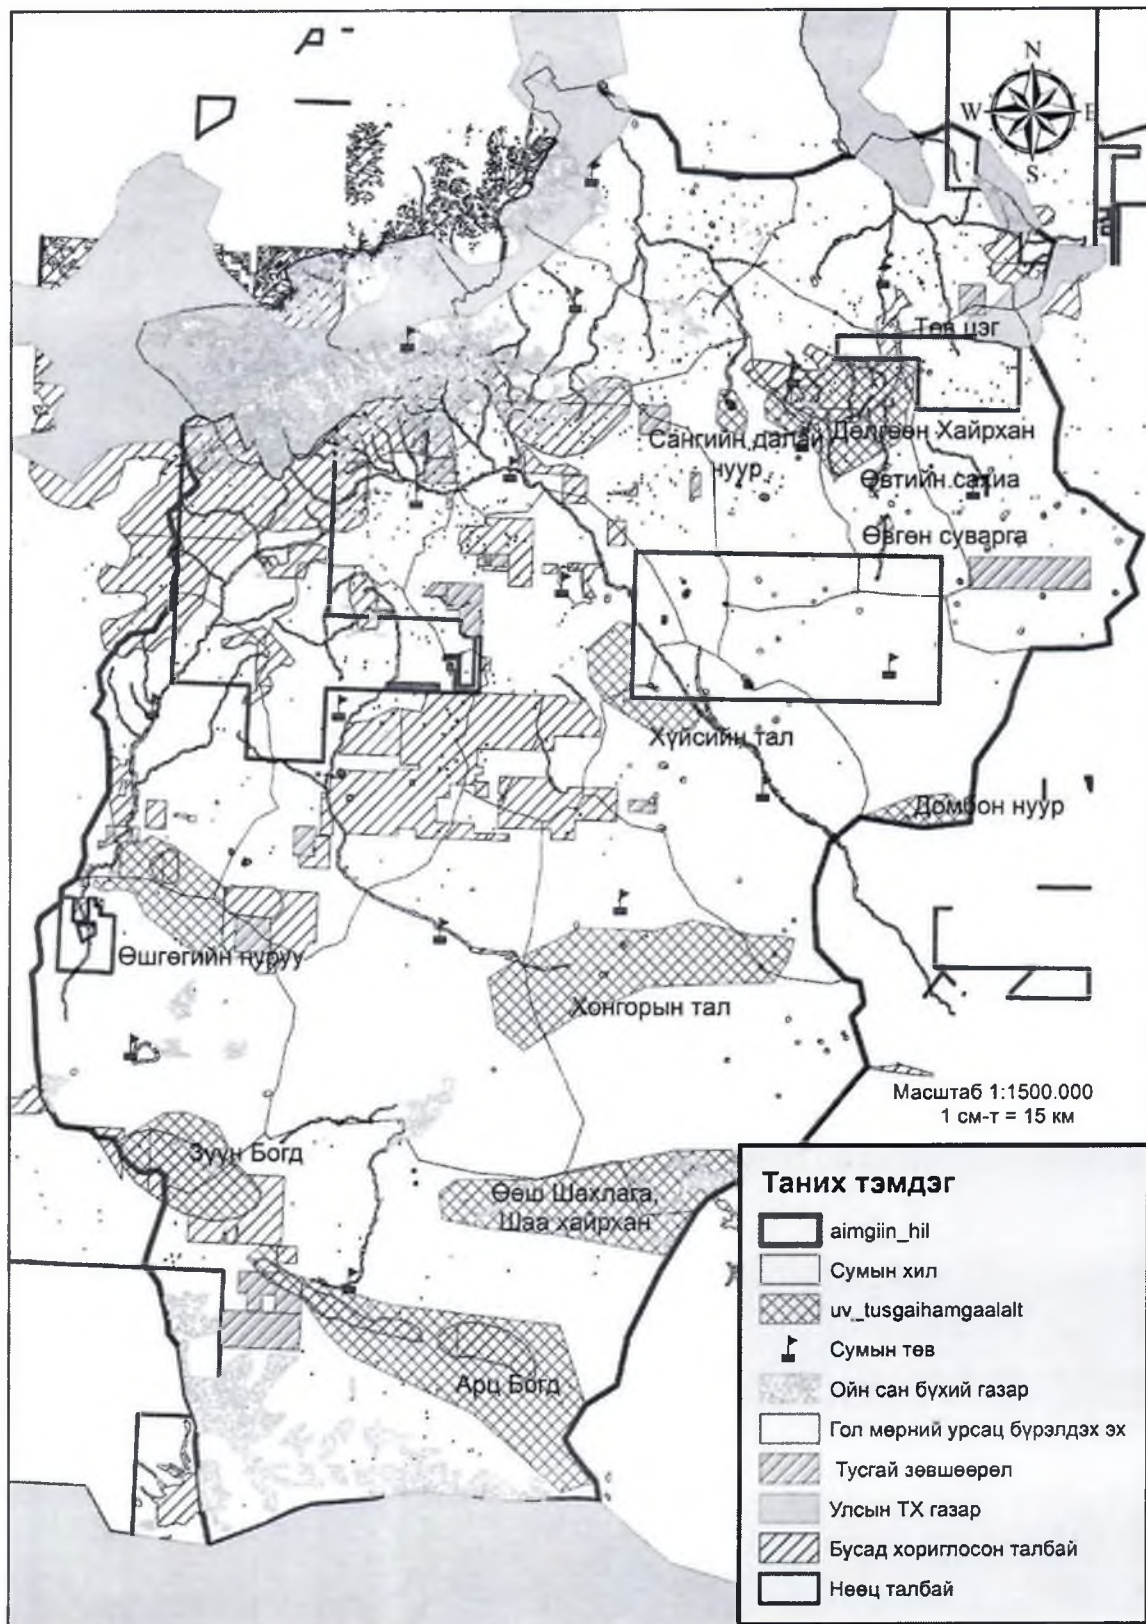 N
W E
S
Төв цэг
Сангийн далай
нуур
Дөлгөөн Хайрхан
Өвтийн сахиа
Өвгөн суварга
Хүйсийн тал
Домбон нуур
Өшгөгийн нуруу
Хонгорын тал
Масштаб 1:1500.000
1 см-т = 15 км
Зуун Богд
Өөш Шахлага,
Шаа хайрхан
Арц Богд
Таних тэмдэг
aimgiin_hil
Сумын хил
uv_tusgaihamgaalalt
Сумын төв
Ойн сан бүхий газар
Гол мөрний урсац бүрэлдэх эх
Тусгай зөвшөөрөл
Улсын ТХ газар
Бусад хориглосон талбай
Нөөц талбай